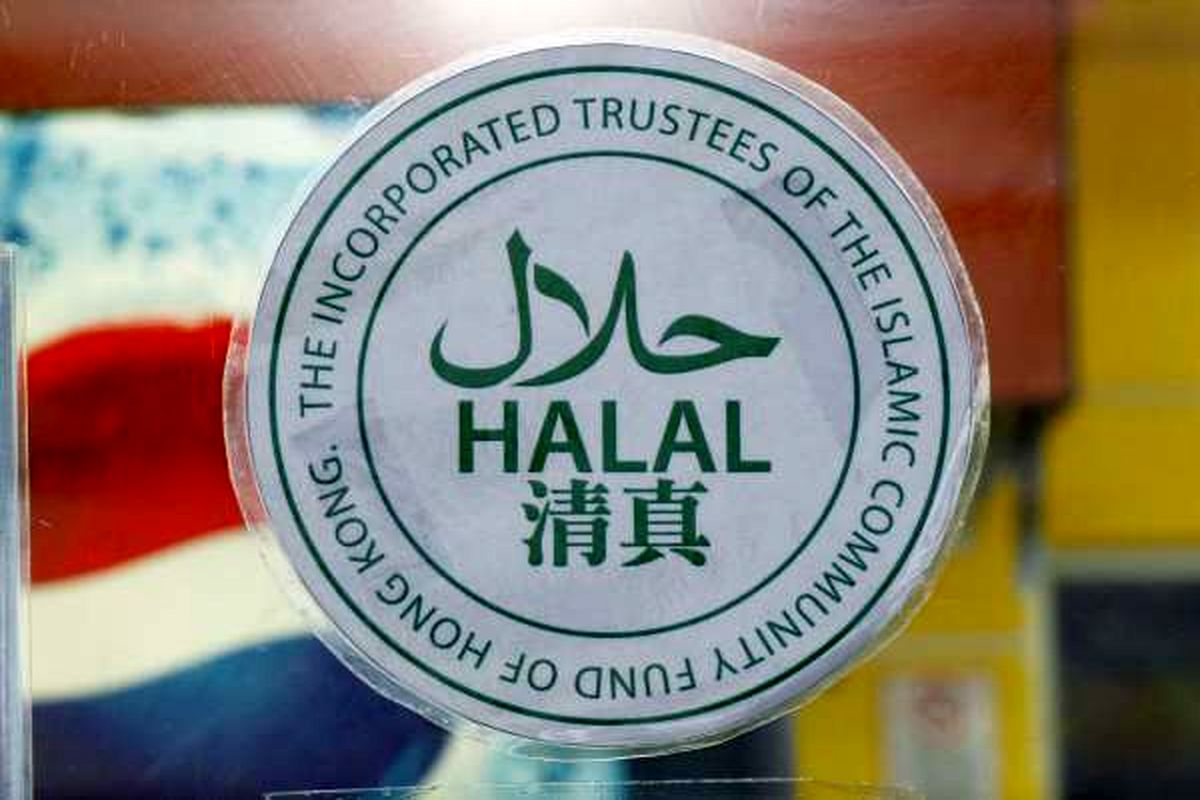 THE INCORPORATED TRUSTEES OF THE ISLAMIC COMMUNITY FUND OF HONG KONG.
حلال
HALAL
清真